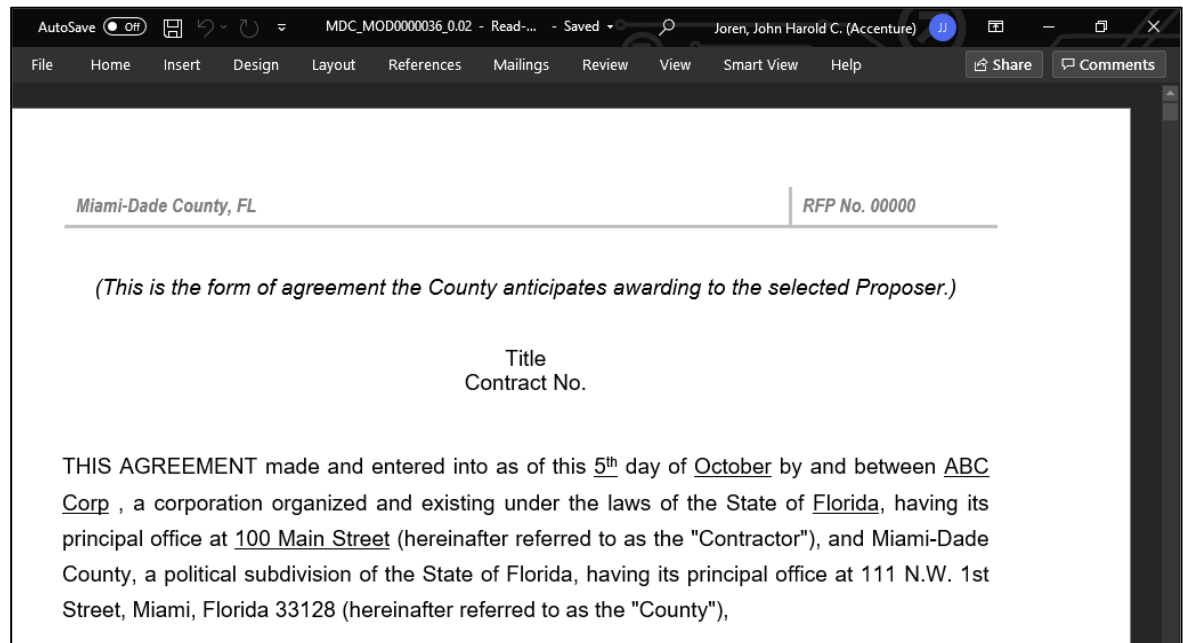 AutoSave Off MDC_MOD0000036_0.02 - Read-... - Saved Joren, John Harold C. (Accenture) JJ
File Home Insert Design Layout References Mailings Review View Smart View Help Share Comments
Miami-Dade County, FL RFP No. 00000
(This is the form of agreement the County anticipates awarding to the selected Proposer.)
Title
Contract No.
THIS AGREEMENT made and entered into as of this 5th day of October by and between ABC
Corp , a corporation organized and existing under the laws of the State of Florida, having its
principal office at 100 Main Street (hereinafter referred to as the "Contractor"), and Miami-Dade
County, a political subdivision of the State of Florida, having its principal office at 111 N.W. 1st
Street, Miami, Florida 33128 (hereinafter referred to as the "County"),